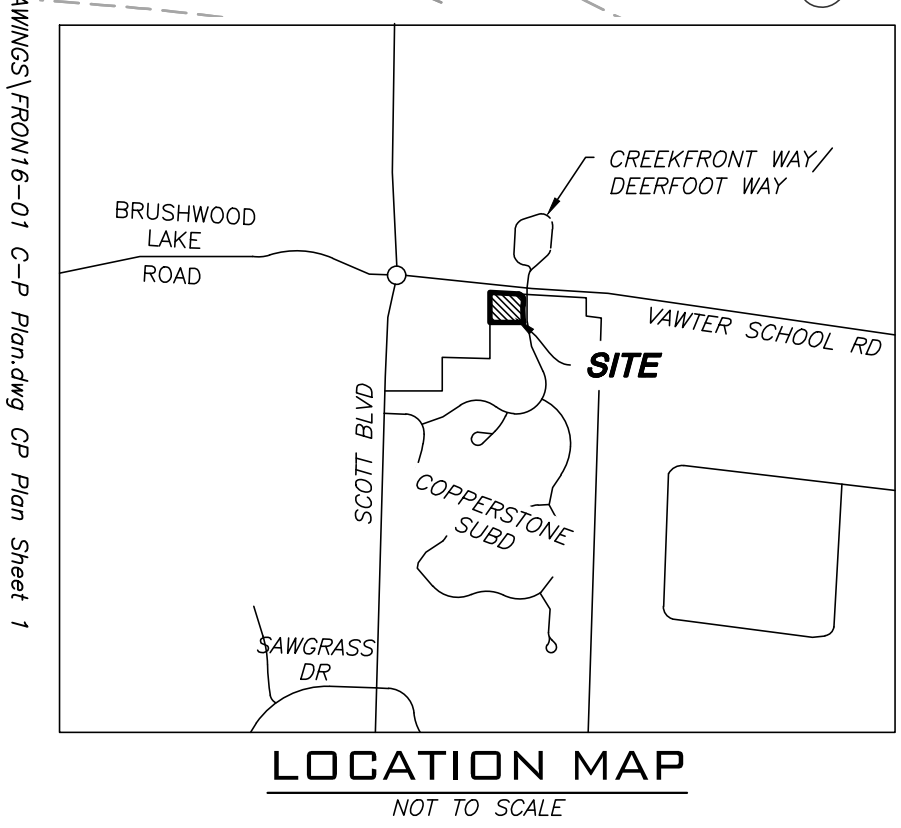 AWINGS\FRON16-01 C-P Plan.dwg CP Plan Sheet 1
CREEKFRONT WAY/
DEERFOOT WAY
BRUSHWOOD
LAKE
ROAD
VAWTER SCHOOL RD
SITE
SCOTT BLVD
COPPERSTONE
SUBD
SAWGRASS
DR
LOCATION MAP
NOT TO SCALE